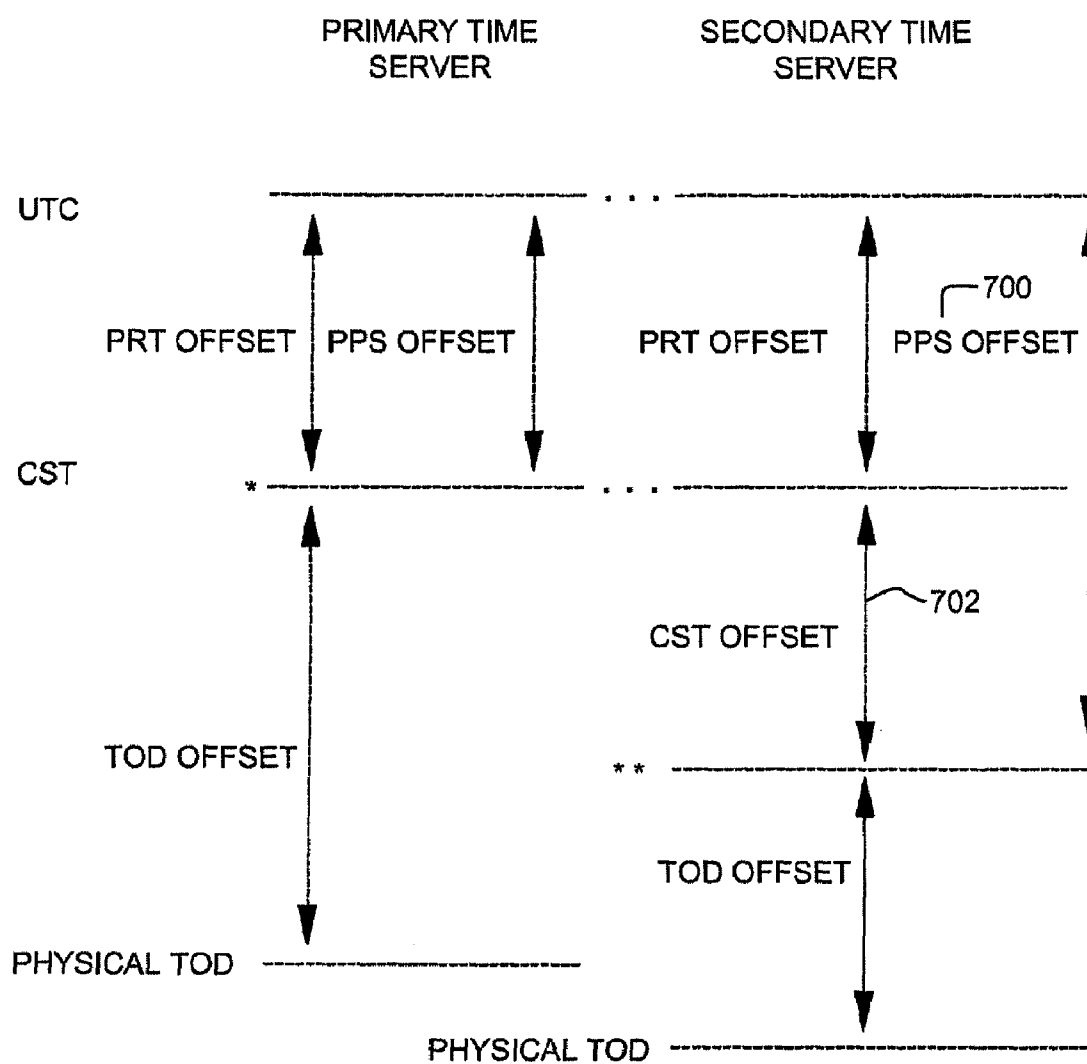 PRIMARY TIME SERVER
SECONDARY TIME SERVER
UTC
. . .
PRT OFFSET
PPS OFFSET
PRT OFFSET
700
PPS OFFSET
CST
*
. . .
702
CST OFFSET
TOD OFFSET
* *
TOD OFFSET
PHYSICAL TOD
PHYSICAL TOD